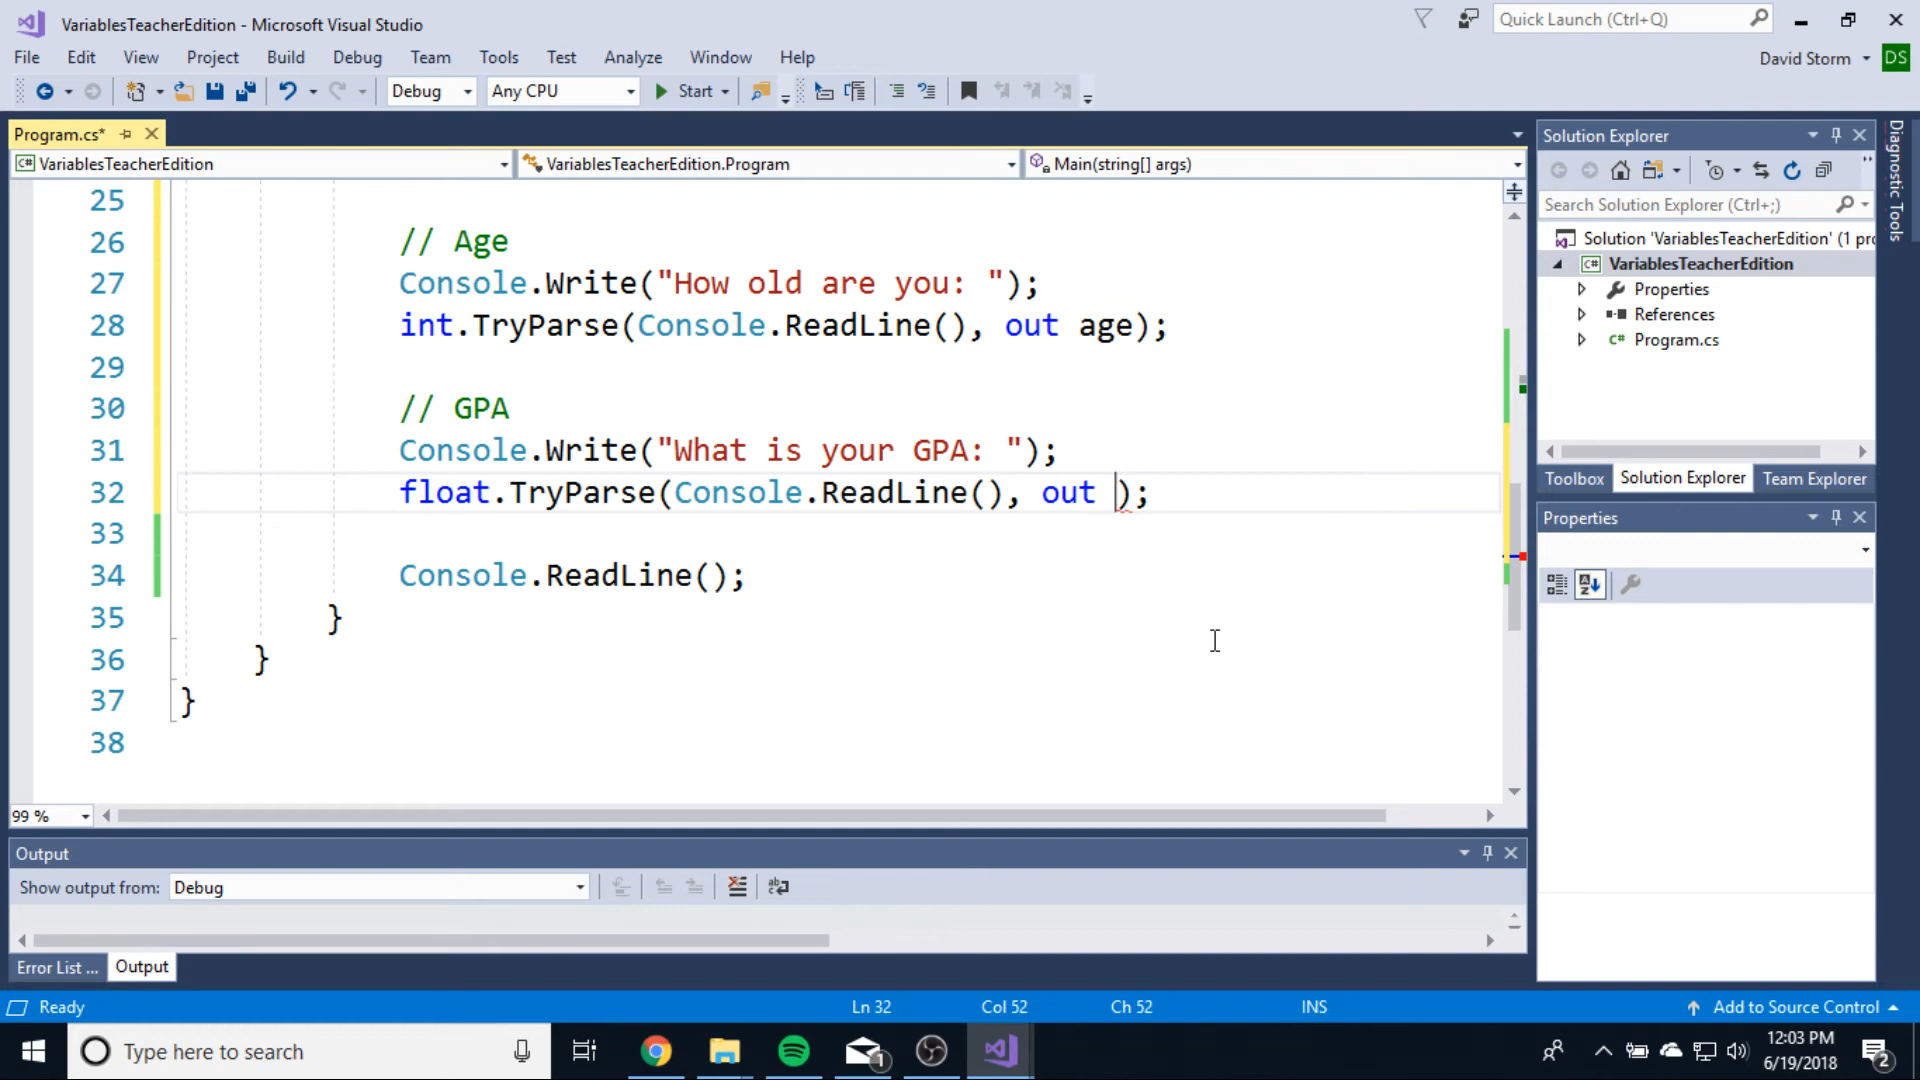 VariablesTeacherEdition - Microsoft Visual Studio
Quick Launch (Ctrl+Q)
File Edit View Project Build Debug Team Tools Test Analyze Window Help
David Storm
DS
Debug
Any CPU
Start
Program.cs*
VariablesTeacherEdition
VariablesTeacherEdition.Program
Main(string[] args)
25
26 // Age
27 Console.Write("How old are you: ");
28 int.TryParse(Console.ReadLine(), out age);
29
30 // GPA
31 Console.Write("What is your GPA: ");
32 float.TryParse(Console.ReadLine(), out );
33
34 Console.ReadLine();
35 }
36 }
37 }
38
99 %
Solution Explorer
Search Solution Explorer (Ctrl+;)
Solution 'VariablesTeacherEdition' (1 pro
VariablesTeacherEdition
Properties
References
Program.cs
Toolbox Solution Explorer Team Explorer
Properties
Diagnostic Tools
Output
Show output from: Debug
Error List ... Output
Ready
Ln 32
Col 52
Ch 52
INS
Add to Source Control
Type here to search
1
12:03 PM
6/19/2018
2